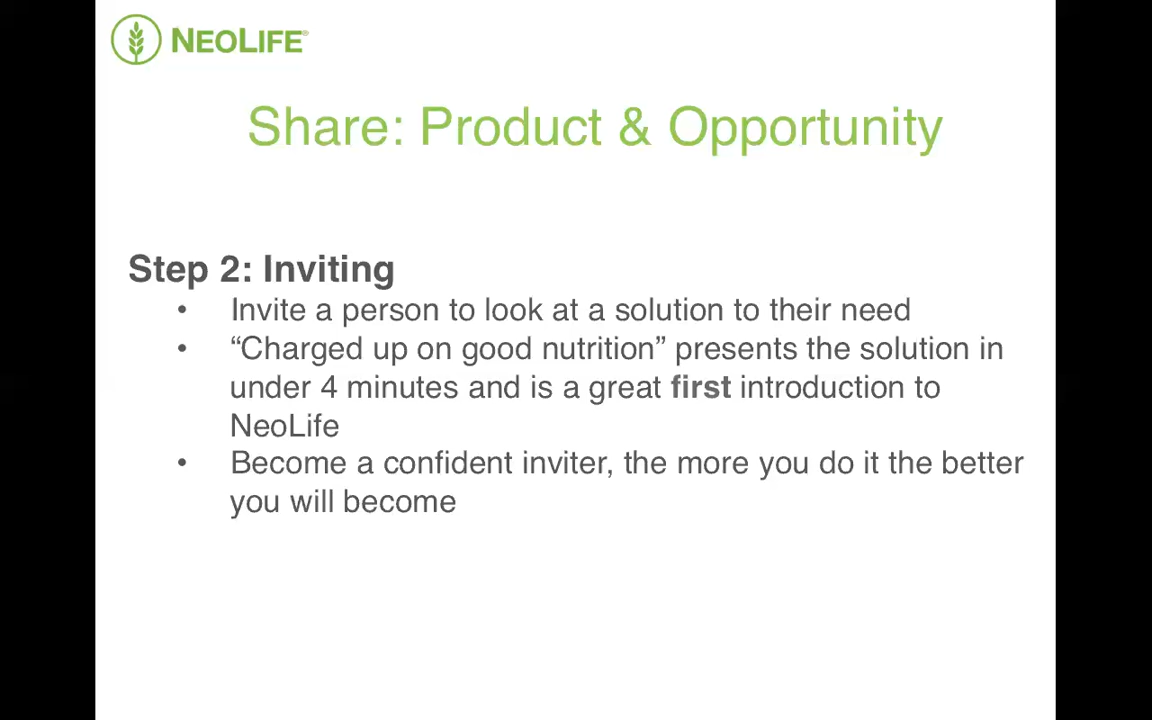 NEOLIFE®
Share: Product & Opportunity
Step 2: Inviting
• Invite a person to look at a solution to their need
• “Charged up on good nutrition” presents the solution in
under 4 minutes and is a great first introduction to
NeoLife
• Become a confident inviter, the more you do it the better
you will become